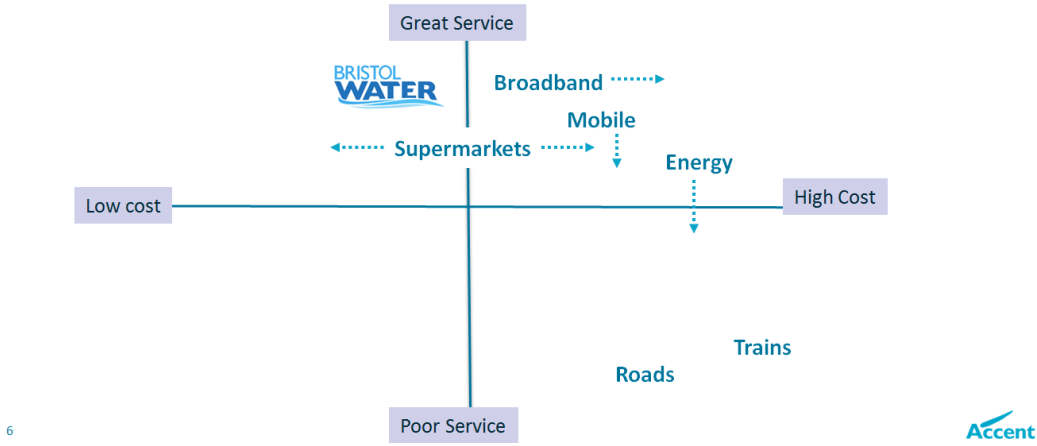 Great Service
BRISTOL
WATER
Broadband
Mobile
Supermarkets
Energy
Low cost
High Cost
Trains
Roads
Poor Service
6
Accent